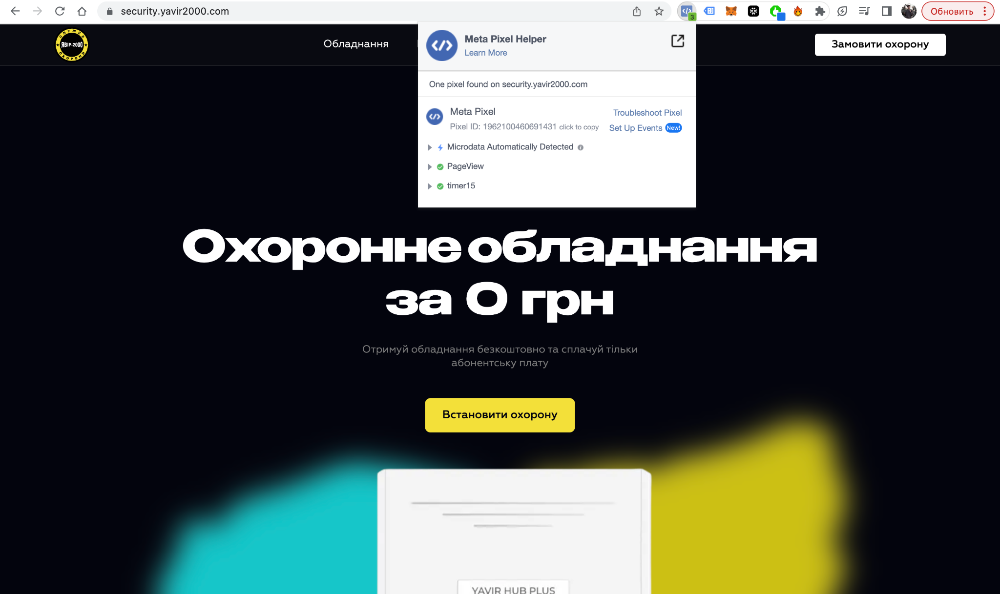 security.yavir2000.com
3
Обновить
СЛУЖБА
ЯВІР-2000
ОХОРОНИ
Обладнання
Замовити охорону
Meta Pixel Helper
Learn More
One pixel found on security.yavir2000.com
Meta Pixel
Troubleshoot Pixel
Pixel ID: 1962100460691431 click to copy
Set Up Events New!
Microdata Automatically Detected
PageView
timer15
Охоронне обладнання
за 0 грн
Отримуй обладнання безкоштовно та сплачуй тільки
абонентську плату
Встановити охорону
YAVIR HUB PLUS